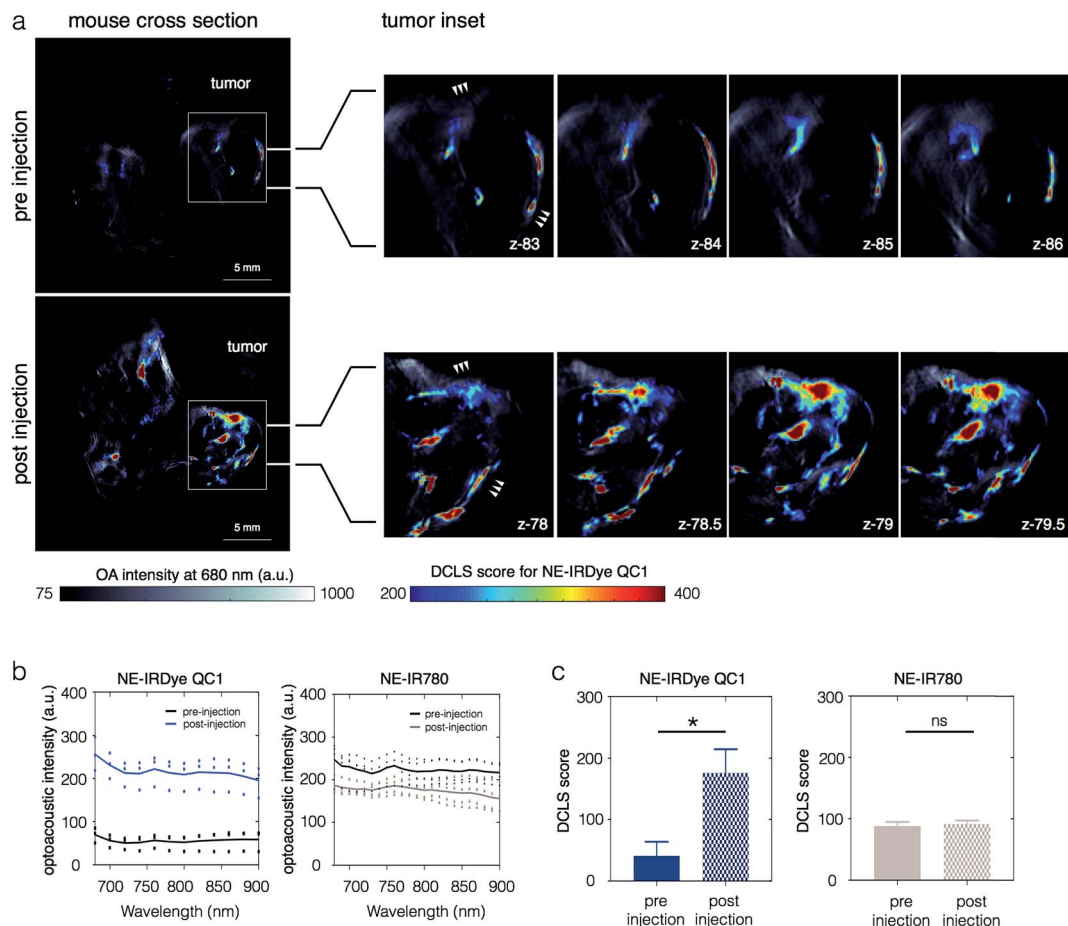 a
mouse cross section
tumor inset
pre injection
tumor
5 mm
z-83
z-84
z-85
z-86
post injection
tumor
5 mm
z-78
z-78.5
z-79
z-79.5
OA intensity at 680 nm (a.u.)
75
1000
DCLS score for NE-IRDye QC1
200
400
b
NE-IRDye QC1
optoacoustic intensity (a.u.)
400
300
200
100
0
pre-injection
post-injection
700
750
800
850
900
Wavelength (nm)
NE-IR780
optoacoustic intensity (a.u.)
400
300
200
100
0
pre-injection
post-injection
700
750
800
850
900
Wavelength (nm)
c
NE-IRDye QC1
DCLS score
300
200
100
0
*
pre
injection
post
injection
NE-IR780
DCLS score
300
200
100
0
ns
pre
injection
post
injection